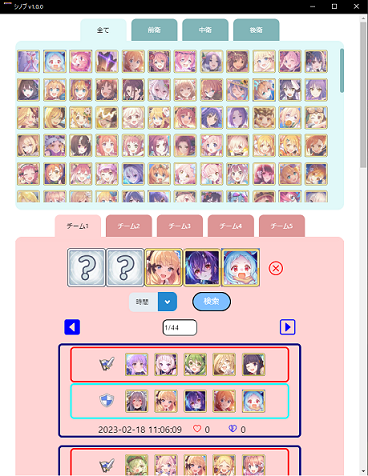 シノブ v1.0.0
全て
前衛
中衛
後衛
チーム1
チーム2
チーム3
チーム4
チーム5
時間
検索
1/44
2023-02-18 11:06:09 0 0